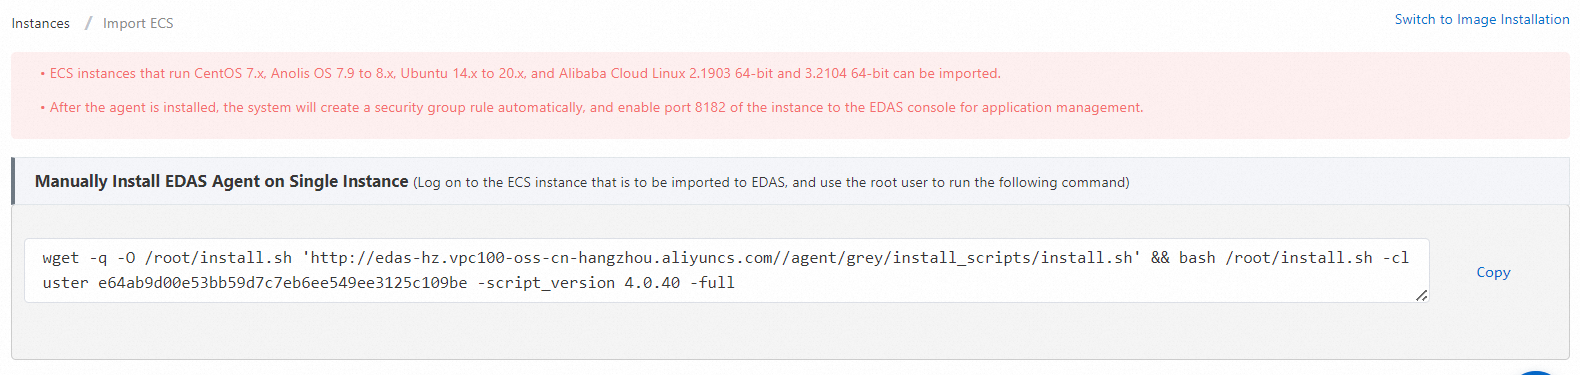 Instances / Import ECS
Switch to Image Installation
• ECS instances that run CentOS 7.x, Anolis OS 7.9 to 8.x, Ubuntu 14.x to 20.x, and Alibaba Cloud Linux 2.1903 64-bit and 3.2104 64-bit can be imported.
• After the agent is installed, the system will create a security group rule automatically, and enable port 8182 of the instance to the EDAS console for application management.
Manually Install EDAS Agent on Single Instance (Log on to the ECS instance that is to be imported to EDAS, and use the root user to run the following command)
wget -q -O /root/install.sh 'http://edas-hz.vpc100-oss-cn-hangzhou.aliyuncs.com//agent/grey/install_scripts/install.sh' && bash /root/install.sh -cl
uster e64ab9d00e53bb59d7c7eb6ee549ee3125c109be -script_version 4.0.40 -full
Copy